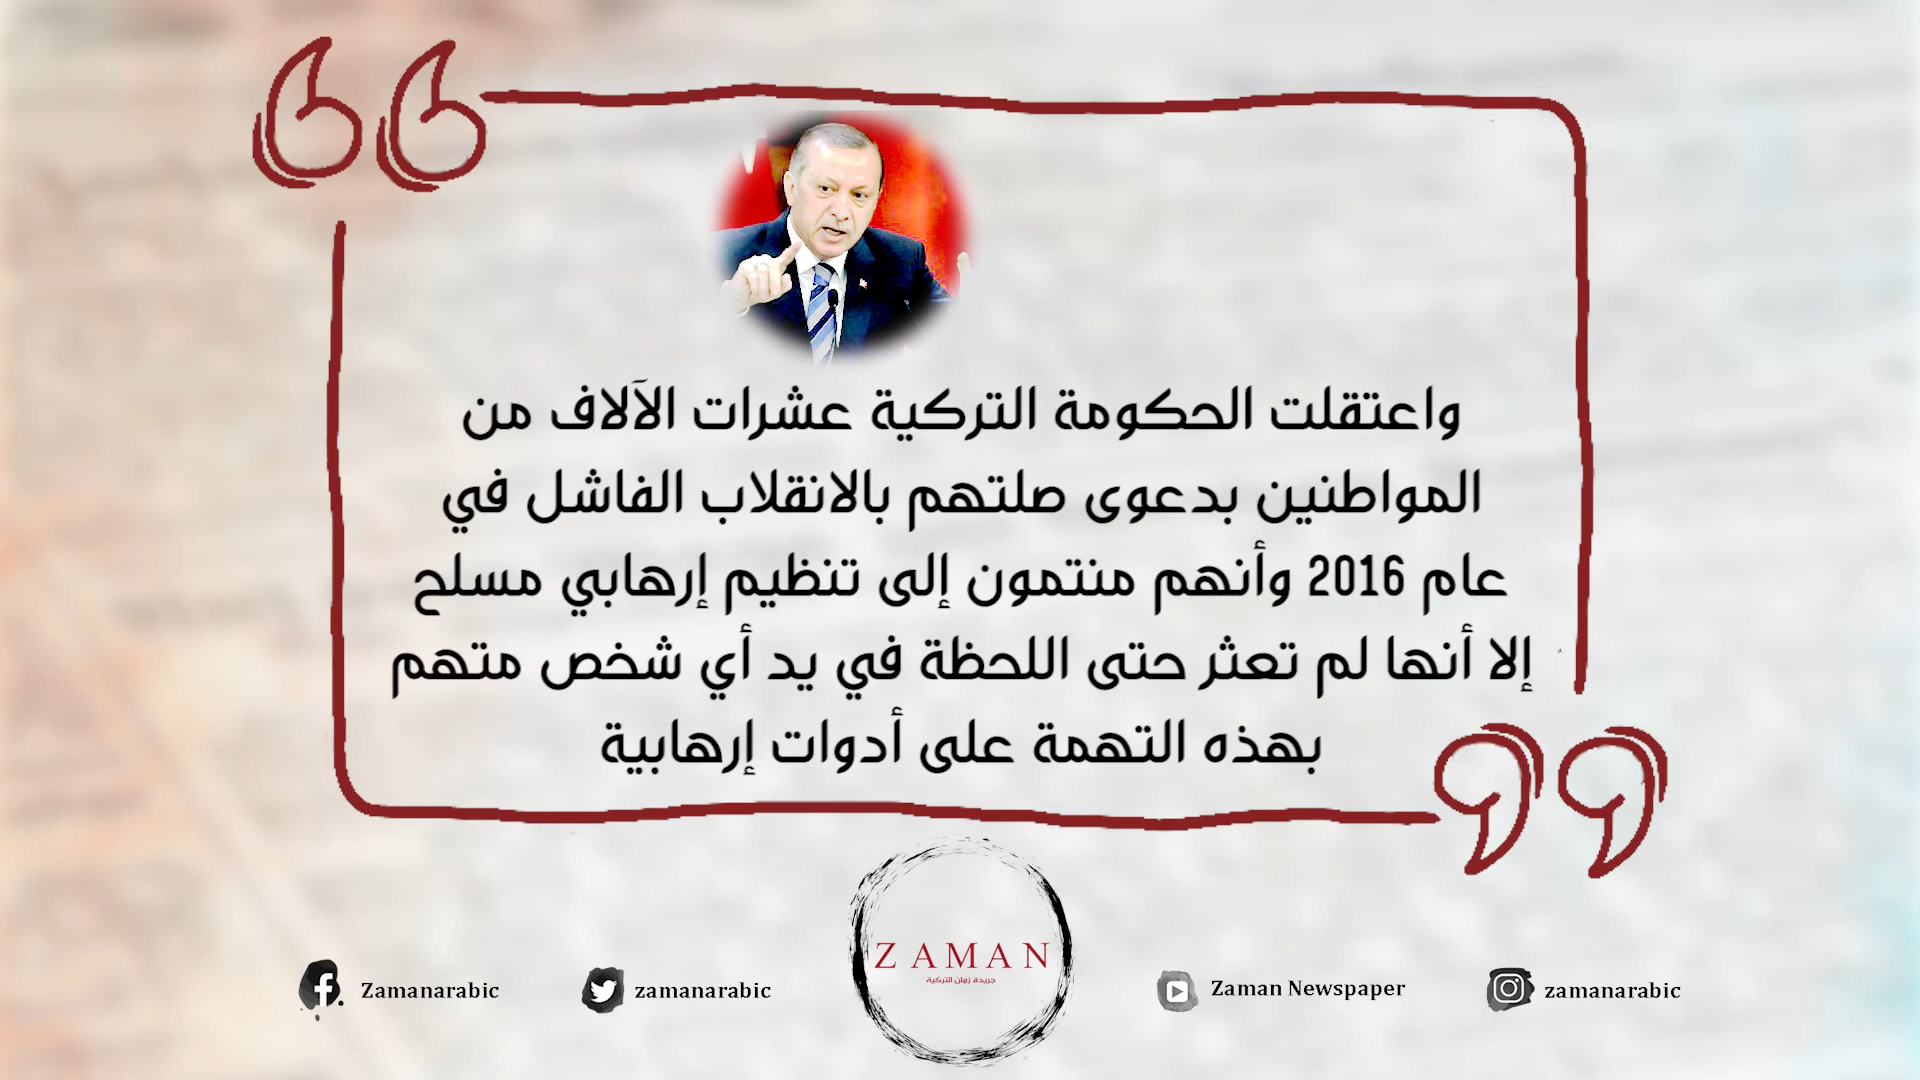 واعتقلت الحكومة التركية عشرات الآلاف من
المواطنين بدعوى صلتهم بالانقلاب الفاشل في
عام 2016 وأنهم منتمون إلى تنظيم إرهابي مسلح
إلا أنها لم تعثر حتى اللحظة في يد أي شخص متهم
بهذه التهمة على أدوات إرهابية
ZAMAN
جريدة زمان التركية
Zamanarabic
zamanarabic
Zaman Newspaper
zamanarabic